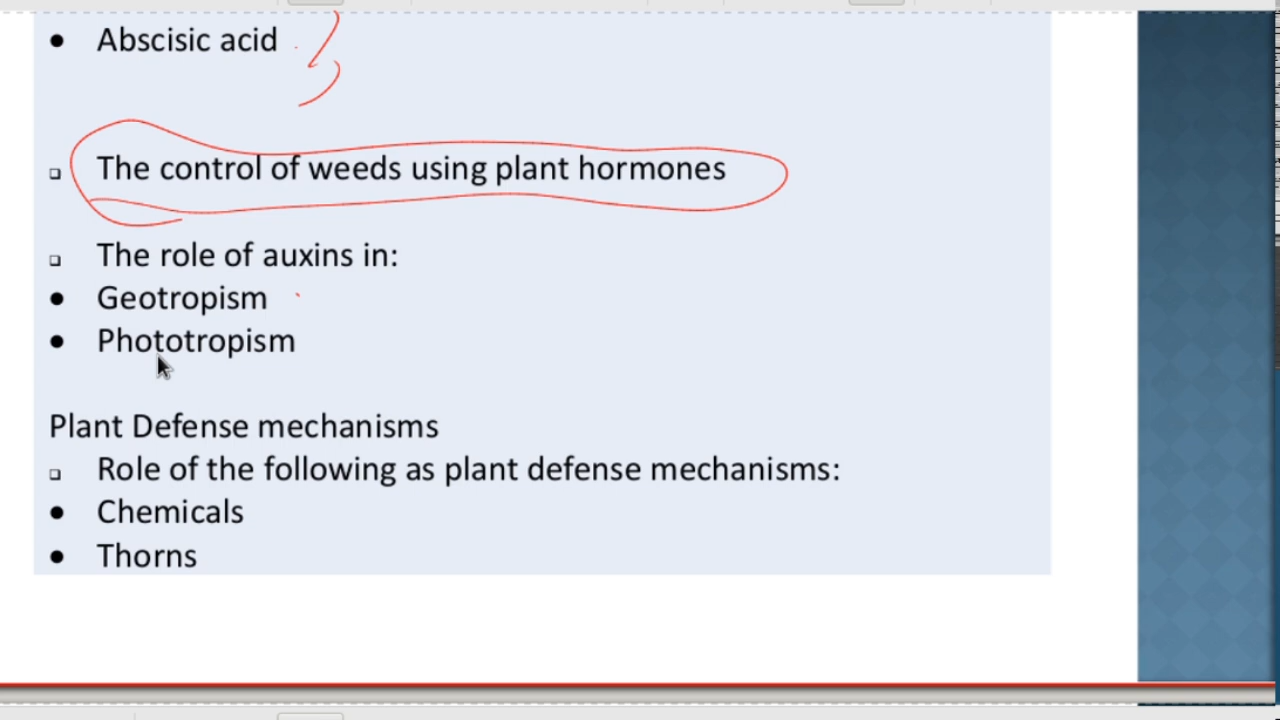 • Abscisic acid
❑ The control of weeds using plant hormones
❑ The role of auxins in:
• Geotropism
• Phototropism
Plant Defense mechanisms
❑ Role of the following as plant defense mechanisms:
• Chemicals
• Thorns